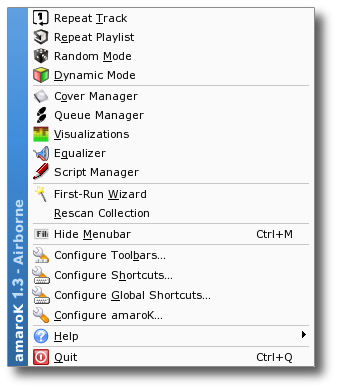 Repeat Track
Repeat Playlist
Random Mode
Dynamic Mode
Cover Manager
Queue Manager
Visualizations
Equalizer
Script Manager
First-Run Wizard
Rescan Collection
Hide Menubar Ctrl+M
Configure Toolbars...
Configure Shortcuts...
Configure Global Shortcuts...
Configure amaroK...
Help
Quit Ctrl+Q
amaroK 1.3 - Airborne